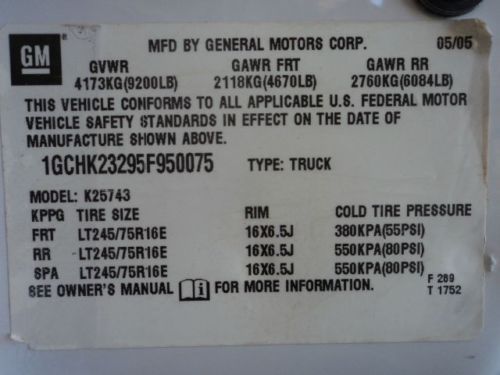 GM
MFD BY GENERAL MOTORS CORP. 05/05
GVWR GAWR FRT GAWR RR
4173KG(9200LB) 2118KG(4670LB) 2760KG(6084LB)
THIS VEHICLE CONFORMS TO ALL APPLICABLE U.S. FEDERAL MOTOR
VEHICLE SAFETY STANDARDS IN EFFECT ON THE DATE OF
MANUFACTURE SHOWN ABOVE.
1GCHK23295F950075 TYPE: TRUCK
MODEL: K25743
KPPG TIRE SIZE RIM COLD TIRE PRESSURE
FRT LT245/75R16E 16X6.5J 380KPA(55PSI)
RR LT245/75R16E 16X6.5J 550KPA(80PSI)
SPA LT245/75R16E 16X6.5J 550KPA(80PSI)
SEE OWNER'S MANUAL i FOR MORE INFORMATION.
F 289
T 1752